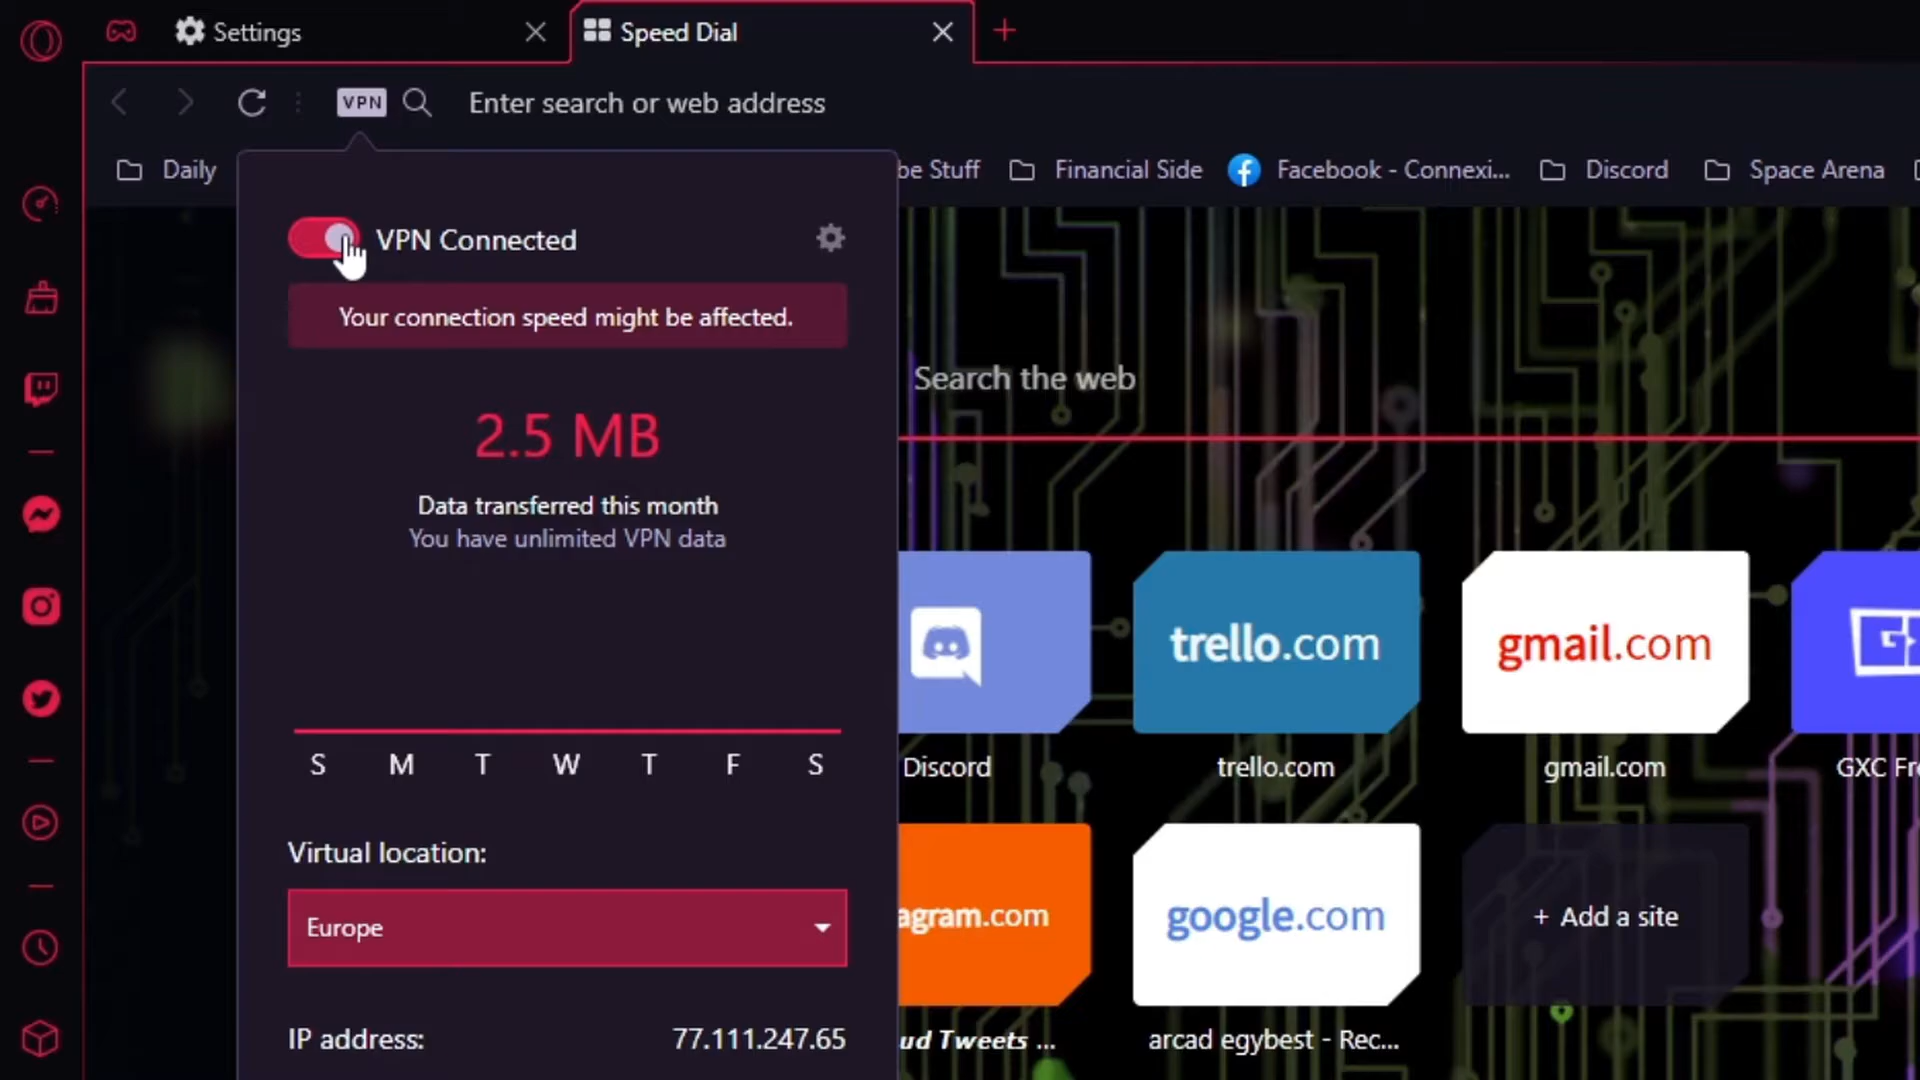 Settings
Speed Dial
VPN
Enter search or web address
Daily
be Stuff
Financial Side
Facebook - Connexi...
Discord
Space Arena
VPN Connected
Your connection speed might be affected.
Search the web
2.5 MB
Data transferred this month
You have unlimited VPN data
S M T W T F S
trello.com
gmail.com
Discord
trello.com
gmail.com
GXC Fr
Virtual location:
Europe
agram.com
google.com
+ Add a site
IP address:
77.111.247.65
ud Tweets ...
arcad egybest - Rec...